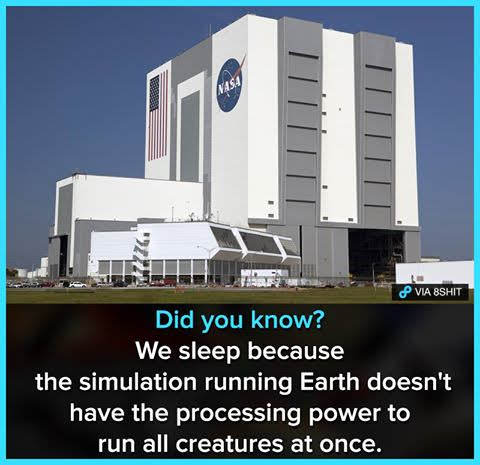 NASA
VIA 8SHIT
Did you know?
We sleep because
the simulation running Earth doesn't
have the processing power to
run all creatures at once.